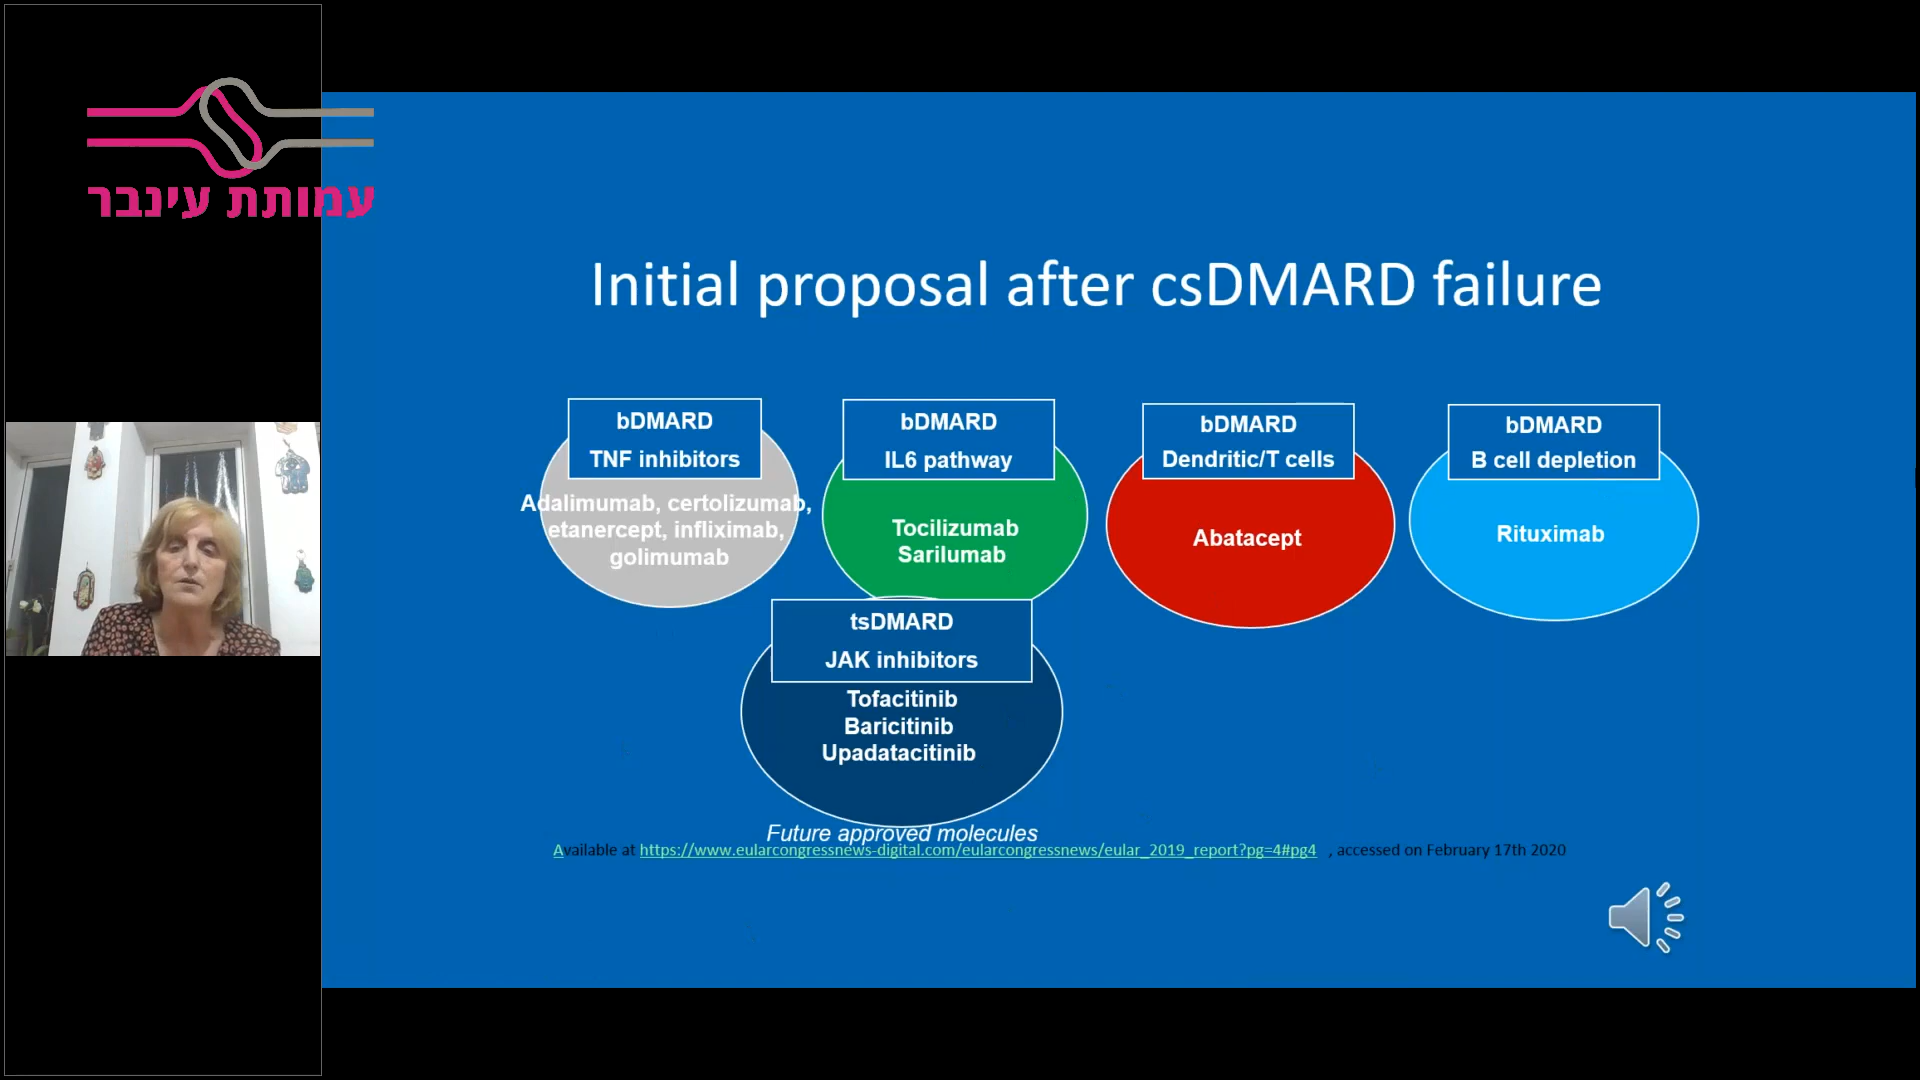 עמותת עינבר
Initial proposal after csDMARD failure
bDMARD
TNF inhibitors
Adalimumab, certolizumab,
etanercept, infliximab,
golimumab
bDMARD
IL6 pathway
Tocilizumab
Sarilumab
bDMARD
Dendritic/T cells
Abatacept
bDMARD
B cell depletion
Rituximab
tsDMARD
JAK inhibitors
Tofacitinib
Baricitinib
Upadatacitinib
Future approved molecules
Available at https://www.eularcongressnews-digital.com/eularcongressnews/eular_2019_report?pg=4#pg4 , accessed on February 17th 2020